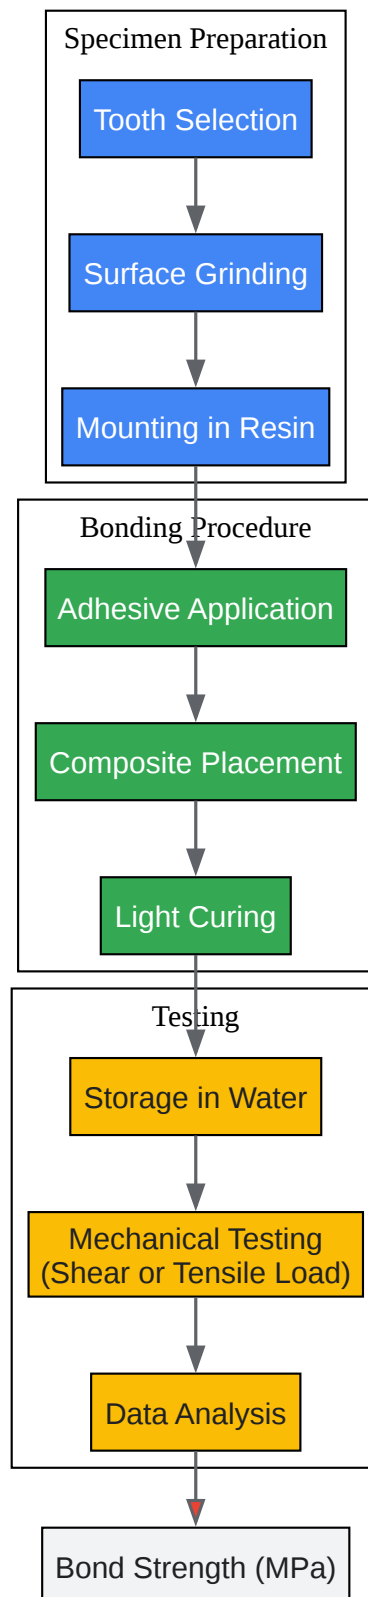 Specimen Preparation
Tooth Selection
Surface Grinding
Mounting in Resin
Bonding Procedure
Adhesive Application
Composite Placement
Light Curing
Testing
Storage in Water
Mechanical Testing
(Shear or Tensile Load)
Data Analysis
Bond Strength (MPa)